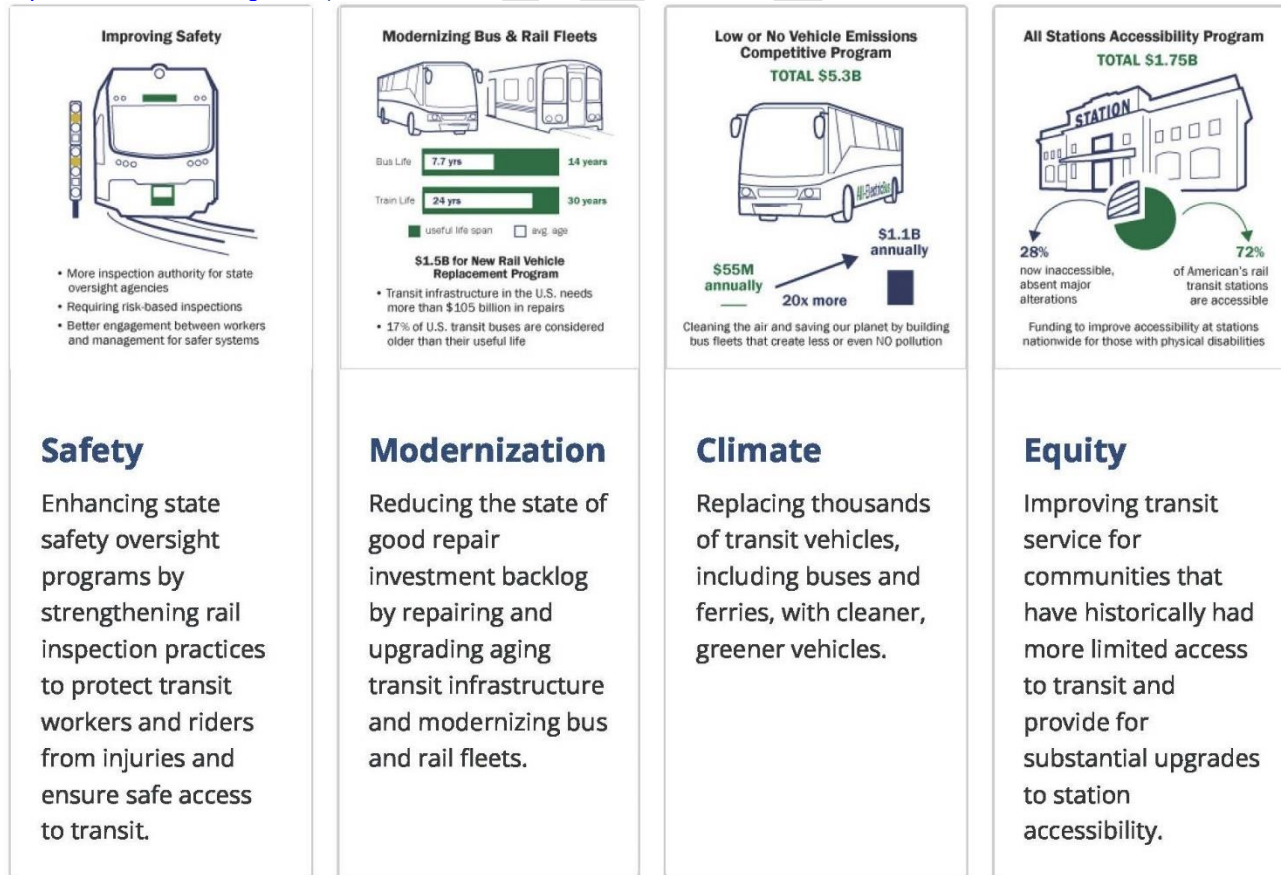 Improving Safety
• More inspection authority for state
oversight agencies
• Requiring risk-based inspections
• Better engagement between workers
and management for safer systems
Safety
Enhancing state
safety oversight
programs by
strengthening rail
inspection practices
to protect transit
workers and riders
from injuries and
ensure safe access
to transit.
Modernizing Bus & Rail Fleets
Bus Life 7.7 yrs 14 years
Train Life 24 yrs 30 years
useful life span avg. age
$1.5B for New Rail Vehicle
Replacement Program
• Transit infrastructure in the U.S. needs
more than $105 billion in repairs
• 17% of U.S. transit buses are considered
older than their useful life
Modernization
Reducing the state of
good repair
investment backlog
by repairing and
upgrading aging
transit infrastructure
and modernizing bus
and rail fleets.
Low or No Vehicle Emissions
Competitive Program
TOTAL $5.3B
All-ElectricBus
$55M
annually
20x more
$1.1B
annually
Cleaning the air and saving our planet by building
bus fleets that create less or even NO pollution
Climate
Replacing thousands
of transit vehicles,
including buses and
ferries, with cleaner,
greener vehicles.
All Stations Accessibility Program
TOTAL $1.75B
STATION
28%
now inaccessible,
absent major
alterations
72%
of American's rail
transit stations
are accessible
Funding to improve accessibility at stations
nationwide for those with physical disabilities
Equity
Improving transit
service for
communities that
have historically had
more limited access
to transit and
provide for
substantial upgrades
to station
accessibility.